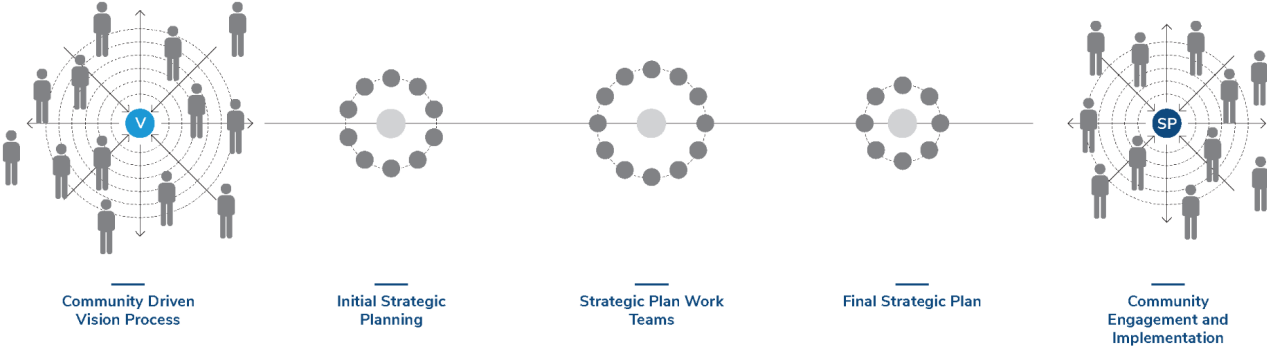 V
SP
Community Driven
Vision Process
Initial Strategic
Planning
Strategic Plan Work
Teams
Final Strategic Plan
Community
Engagement and
Implementation